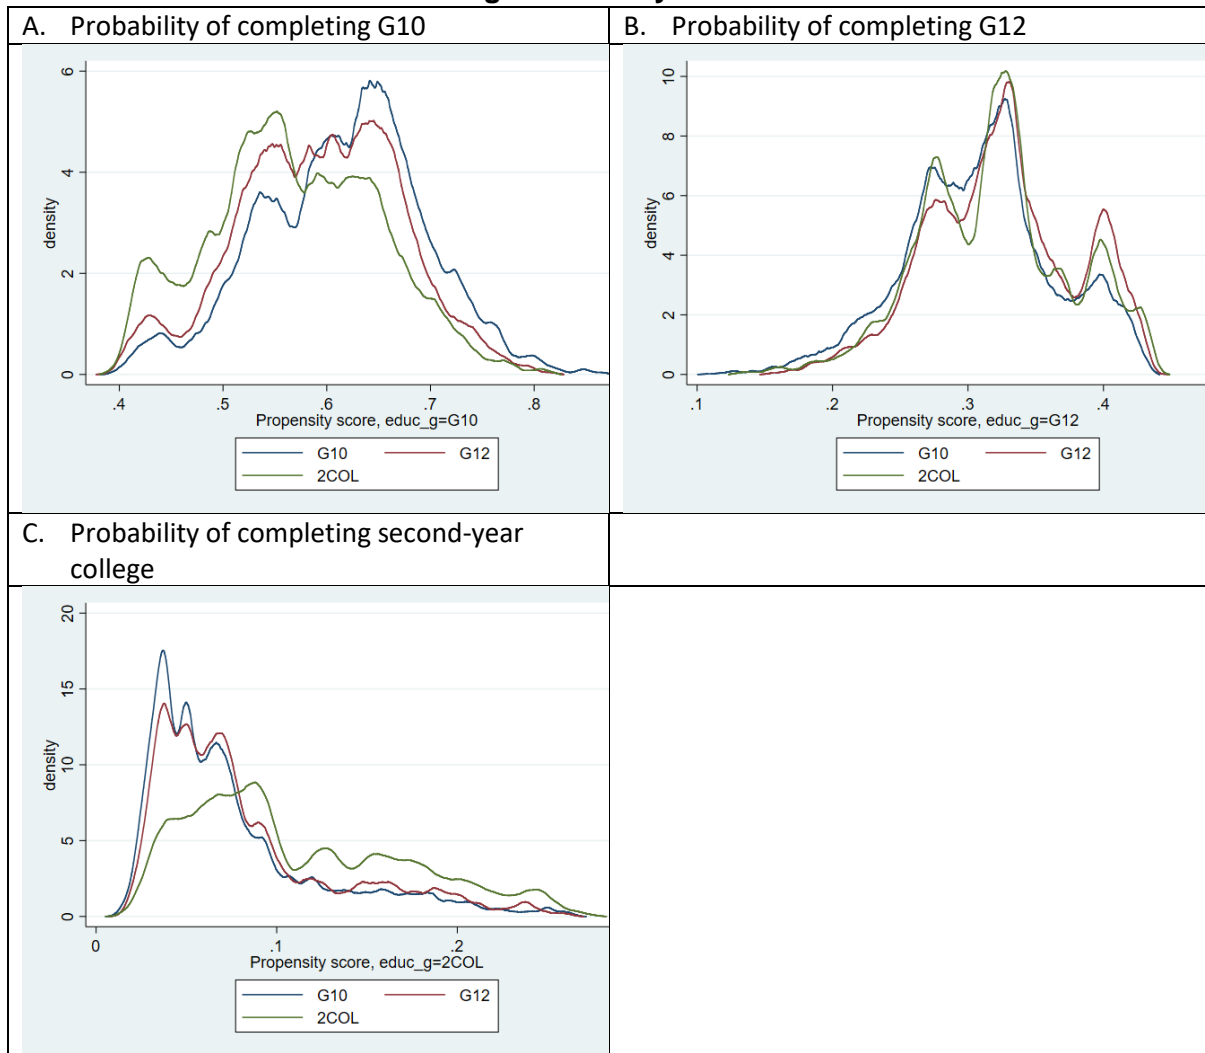 A. Probability of completing G10
B. Probability of completing G12
density
0 2 4 6
.4 .5 .6 .7 .8
Propensity score, educ_g=G10
G10 G12
2COL
density
0 2 4 6 8 10
.1 .2 .3 .4
Propensity score, educ_g=G12
G10 G12
2COL
C. Probability of completing second-year
college
density
0 5 10 15 20
0 .1 .2
Propensity score, educ_g=2COL
G10 G12
2COL